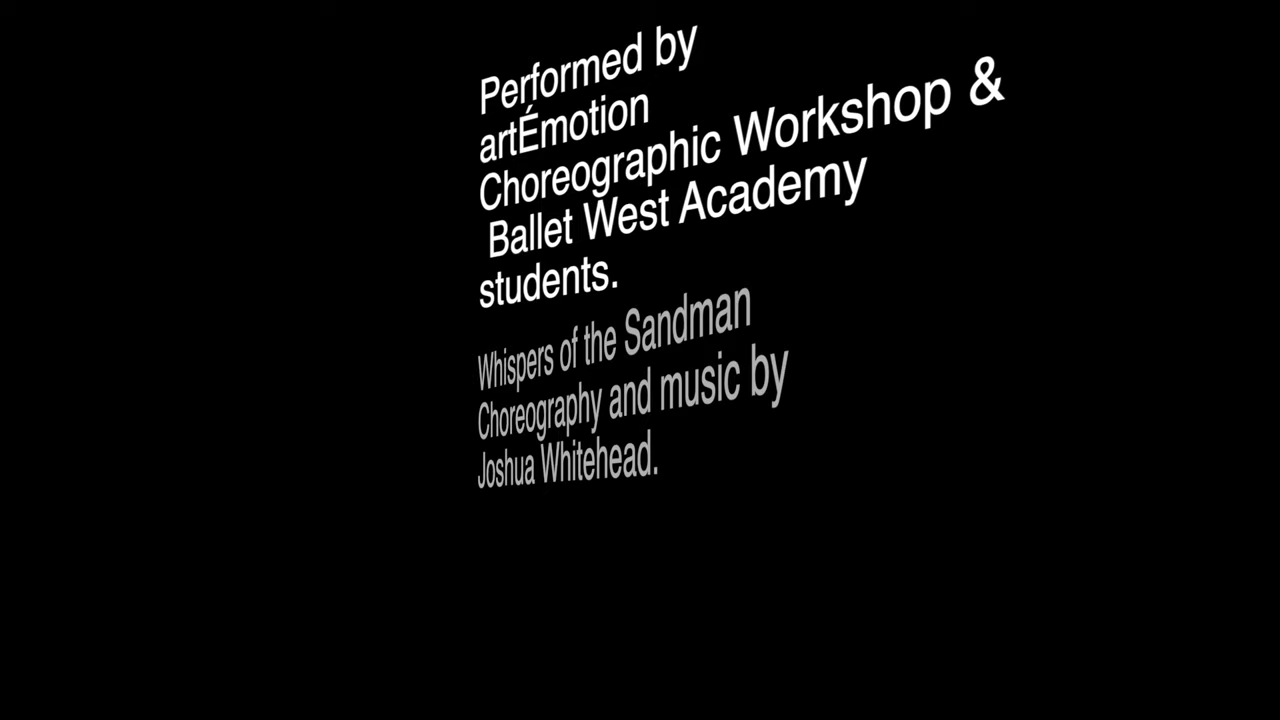 Performed by
artÉmotion
Choreographic Workshop &
Ballet West Academy
students.
Whispers of the Sandman
Choreography and music by
Joshua Whitehead.